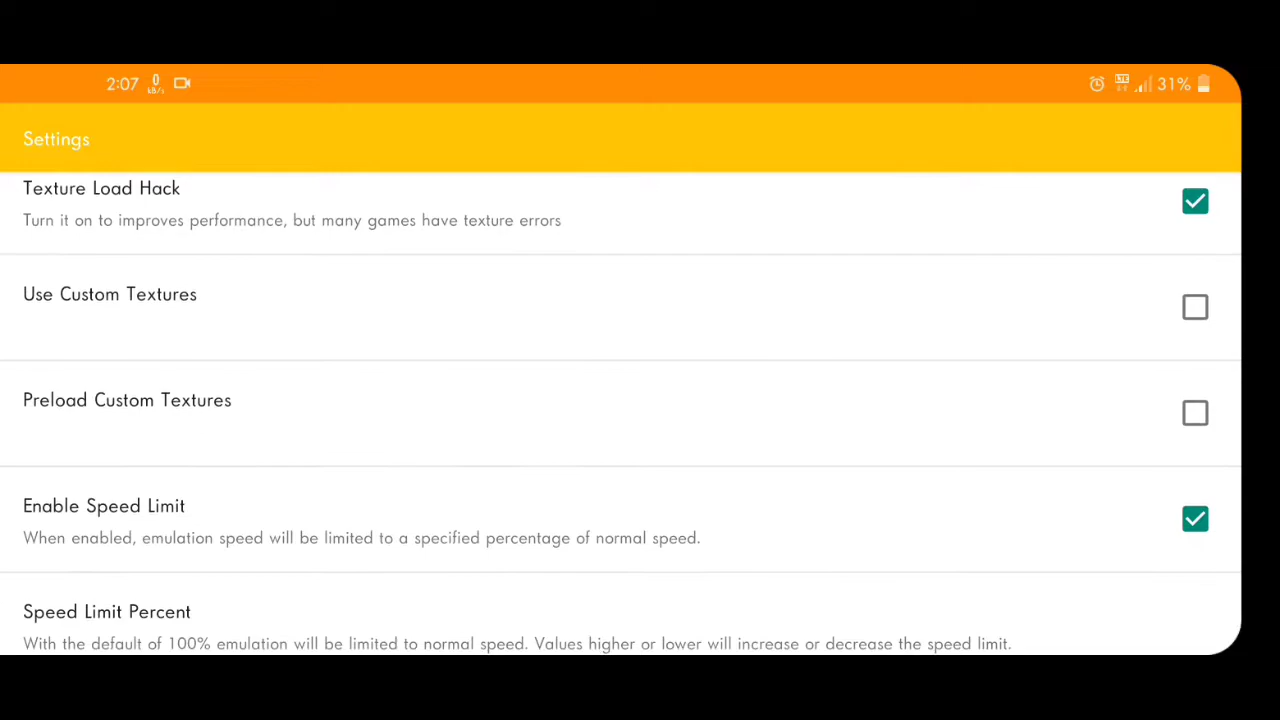 2:07 0 kB/s LTE 31%
Settings
Texture Load Hack
Turn it on to improves performance, but many games have texture errors
Use Custom Textures
Preload Custom Textures
Enable Speed Limit
When enabled, emulation speed will be limited to a specified percentage of normal speed.
Speed Limit Percent
With the default of 100% emulation will be limited to normal speed. Values higher or lower will increase or decrease the speed limit.